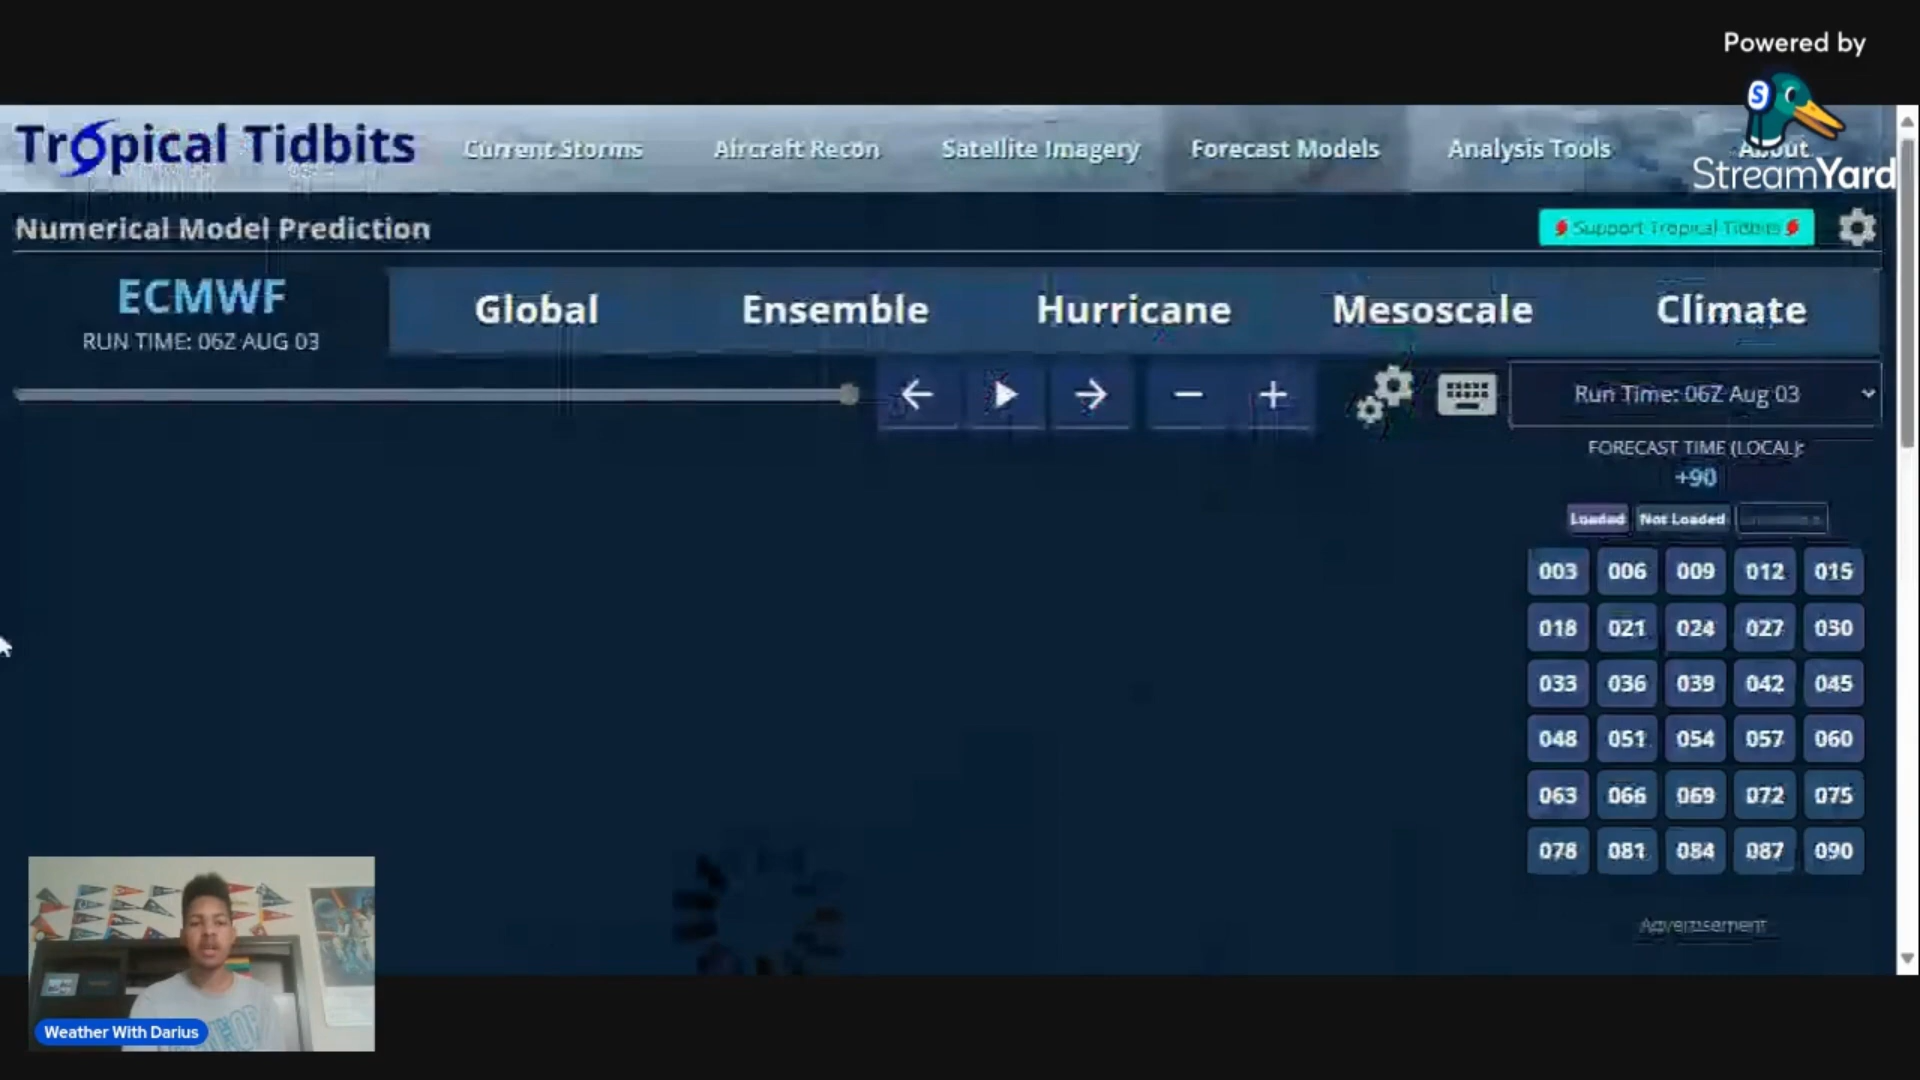 Powered by
StreamYard
Tropical Tidbits
Current Storms
Aircraft Recon
Satellite Imagery
Forecast Models
Analysis Tools
About
Numerical Model Prediction
Support Tropical Tidbits
ECMWF
RUN TIME: 06Z AUG 03
Global
Ensemble
Hurricane
Mesoscale
Climate
Run Time: 06Z Aug 03
FORECAST TIME (LOCAL):
+90
Loaded Not Loaded
003 006 009 012 015
018 021 024 027 030
033 036 039 042 045
048 051 054 057 060
063 066 069 072 075
078 081 084 087 090
Advertisement
Weather With Darius